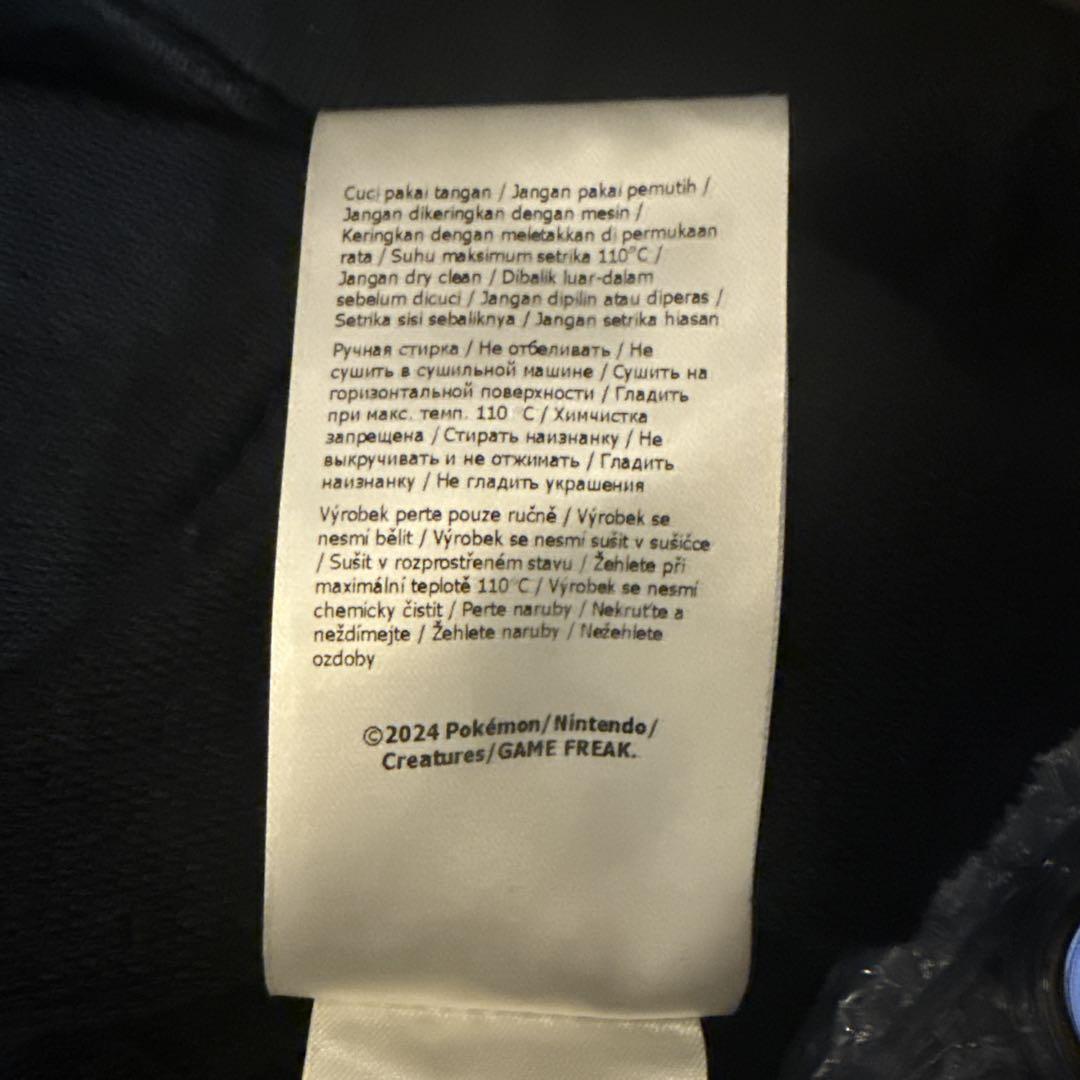 Cuci pakai tangan / Jangan pakai pemutih /
Jangan dikeringkan dengan mesin /
Keringkan dengan meletakkan di permukaan
rata / Suhu maksimum setrika 110°C /
Jangan dry clean / Dibalik luar-dalam
sebelum dicuci / Jangan dipilin atau diperas /
Setrika sisi sebaliknya / Jangan setrika hiasan
Ручная стирка / Не отбеливать / Не
сушить в сушильной машине / Сушить на
горизонтальной поверхности / Гладить
при макс. темп. 110°C / Химчистка
запрещена / Стирать наизнанку / Не
выкручивать и не отжимать / Гладить
наизнанку / Не гладить украшения
Výrobek perte pouze ručně / Výrobek se
nesmí bělit / Výrobek se nesmí sušit v sušičce
/ Sušit v rozprostřeném stavu / Žehlete při
maximální teplotě 110°C / Výrobek se nesmí
chemicky čistit / Perte naruby / Nekruťte a
neždímejte / Žehlete naruby / Nežehlete
ozdoby
©2024 Pokémon/Nintendo/
Creatures/GAME FREAK.